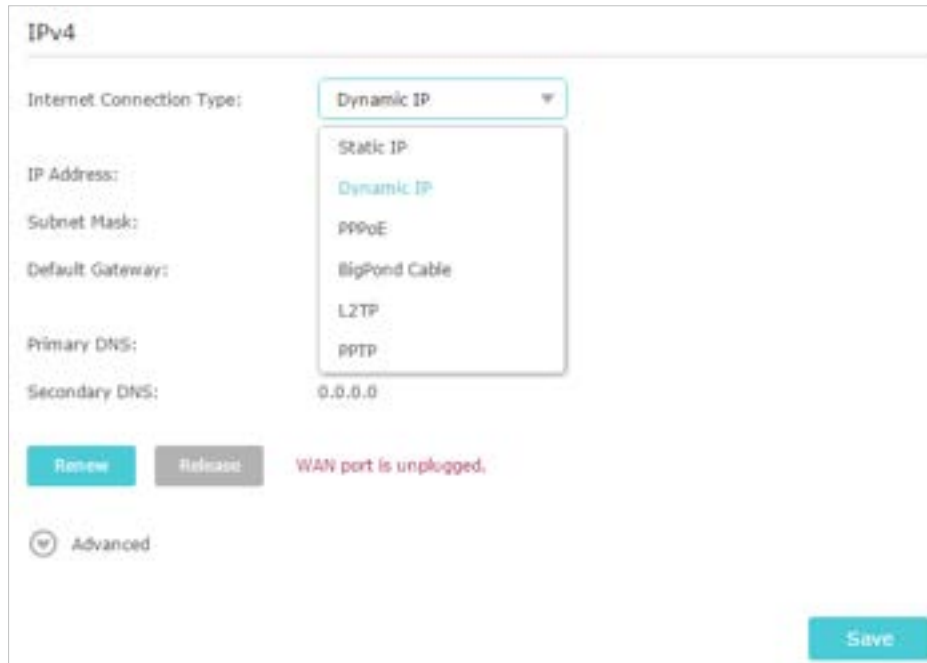 IPv4
Internet Connection Type: Dynamic IP
Static IP
IP Address:
Dynamic IP
Subnet Mask:
PPPoE
Default Gateway:
BigPond Cable
L2TP
Primary DNS:
PPTP
Secondary DNS: 0.0.0.0
Renew Release WAN port is unplugged.
Advanced
Save